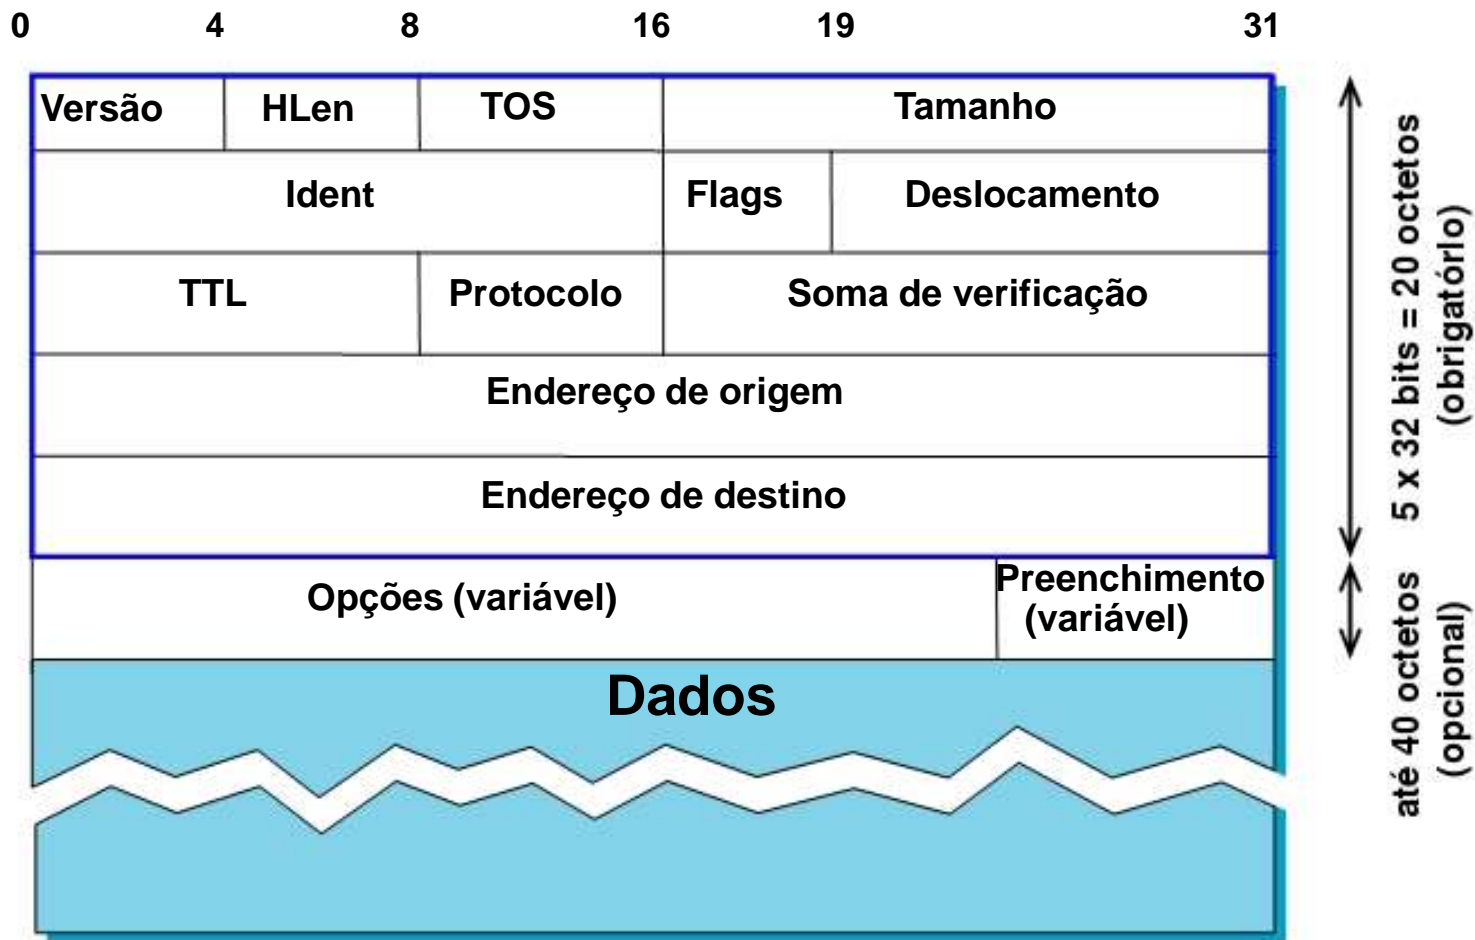 0 4 8 16 19 31
Versão HLen TOS Tamanho
Ident Flags Deslocamento
TTL Protocolo Soma de verificação
Endereço de origem
Endereço de destino
Opções (variável) Preenchimento
(variável)
Dados
5 x 32 bits = 20 octetos
(obrigatórIo)
até 40 octetos
(opcional)